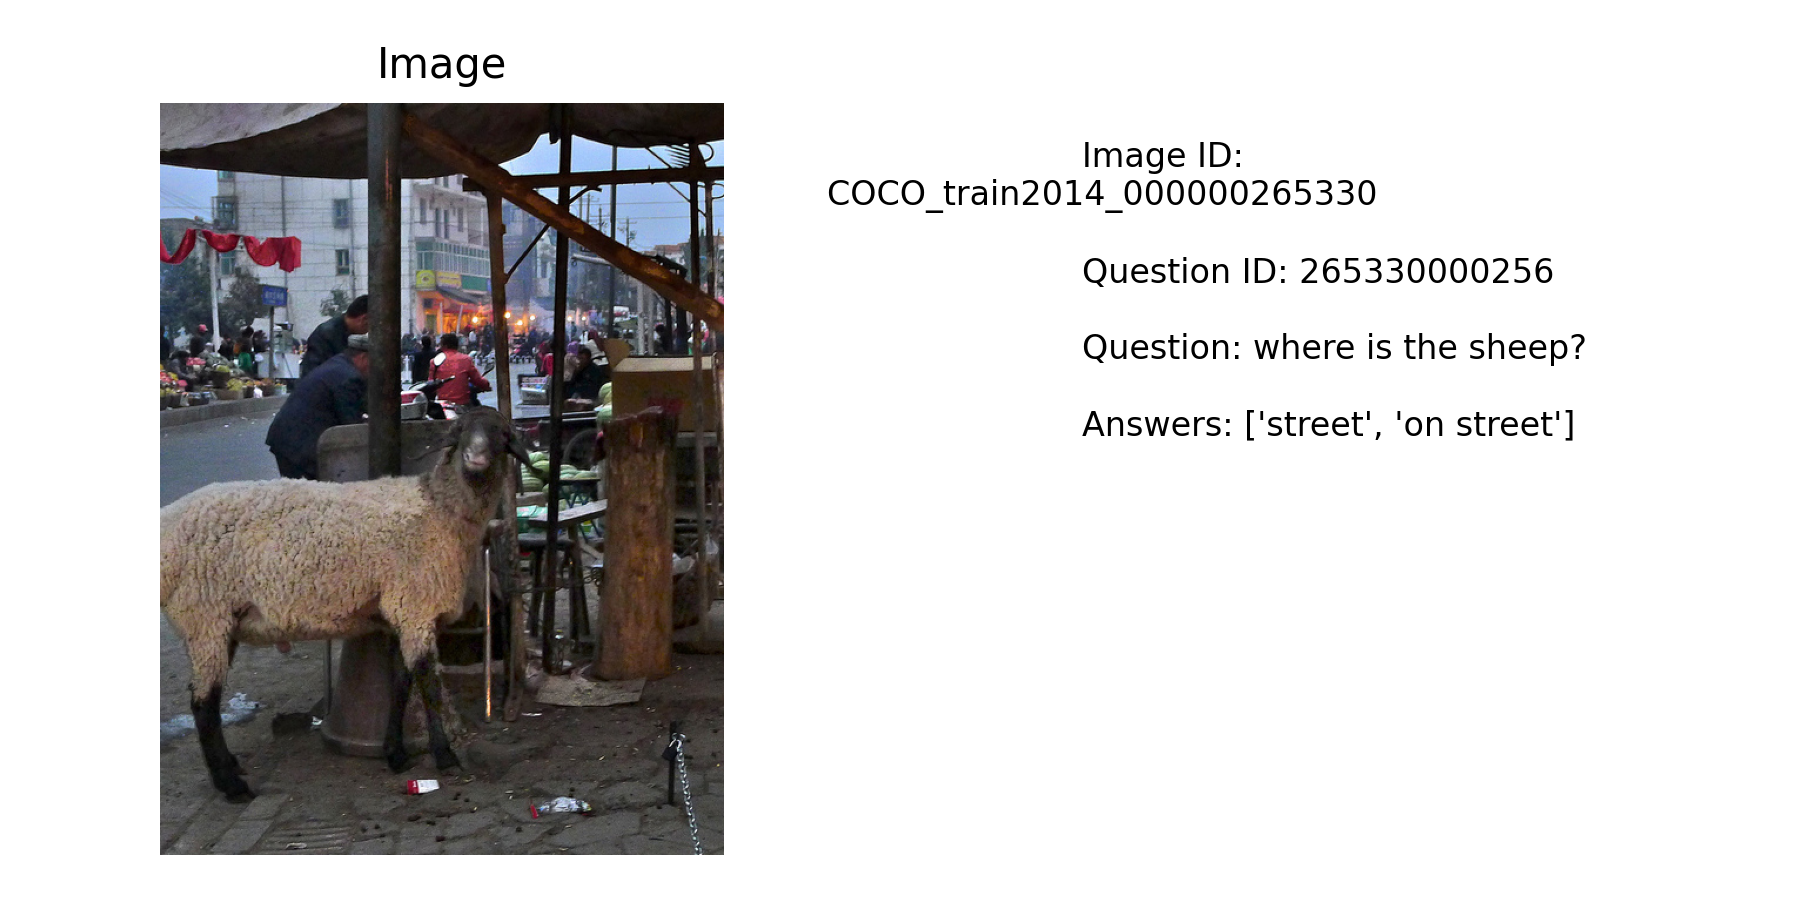 Image
Image ID:
COCO_train2014_000000265330
Question ID: 265330000256
Question: where is the sheep?
Answers: ['street', 'on street']